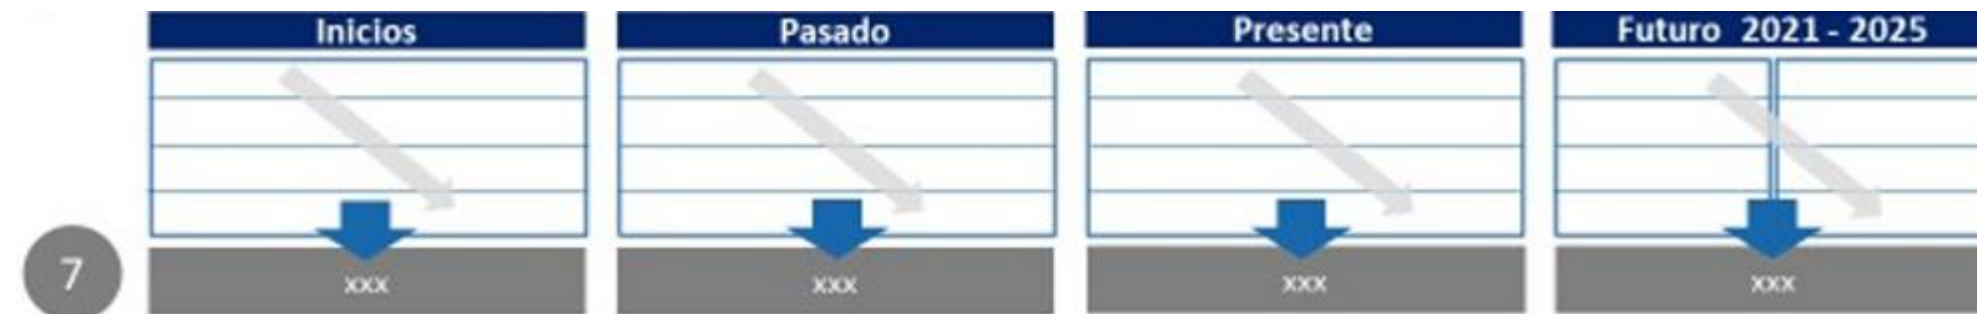 Inicios
Pasado
Presente
Futuro 2021 - 2025
7
xxx
xxx
xxx
xxx